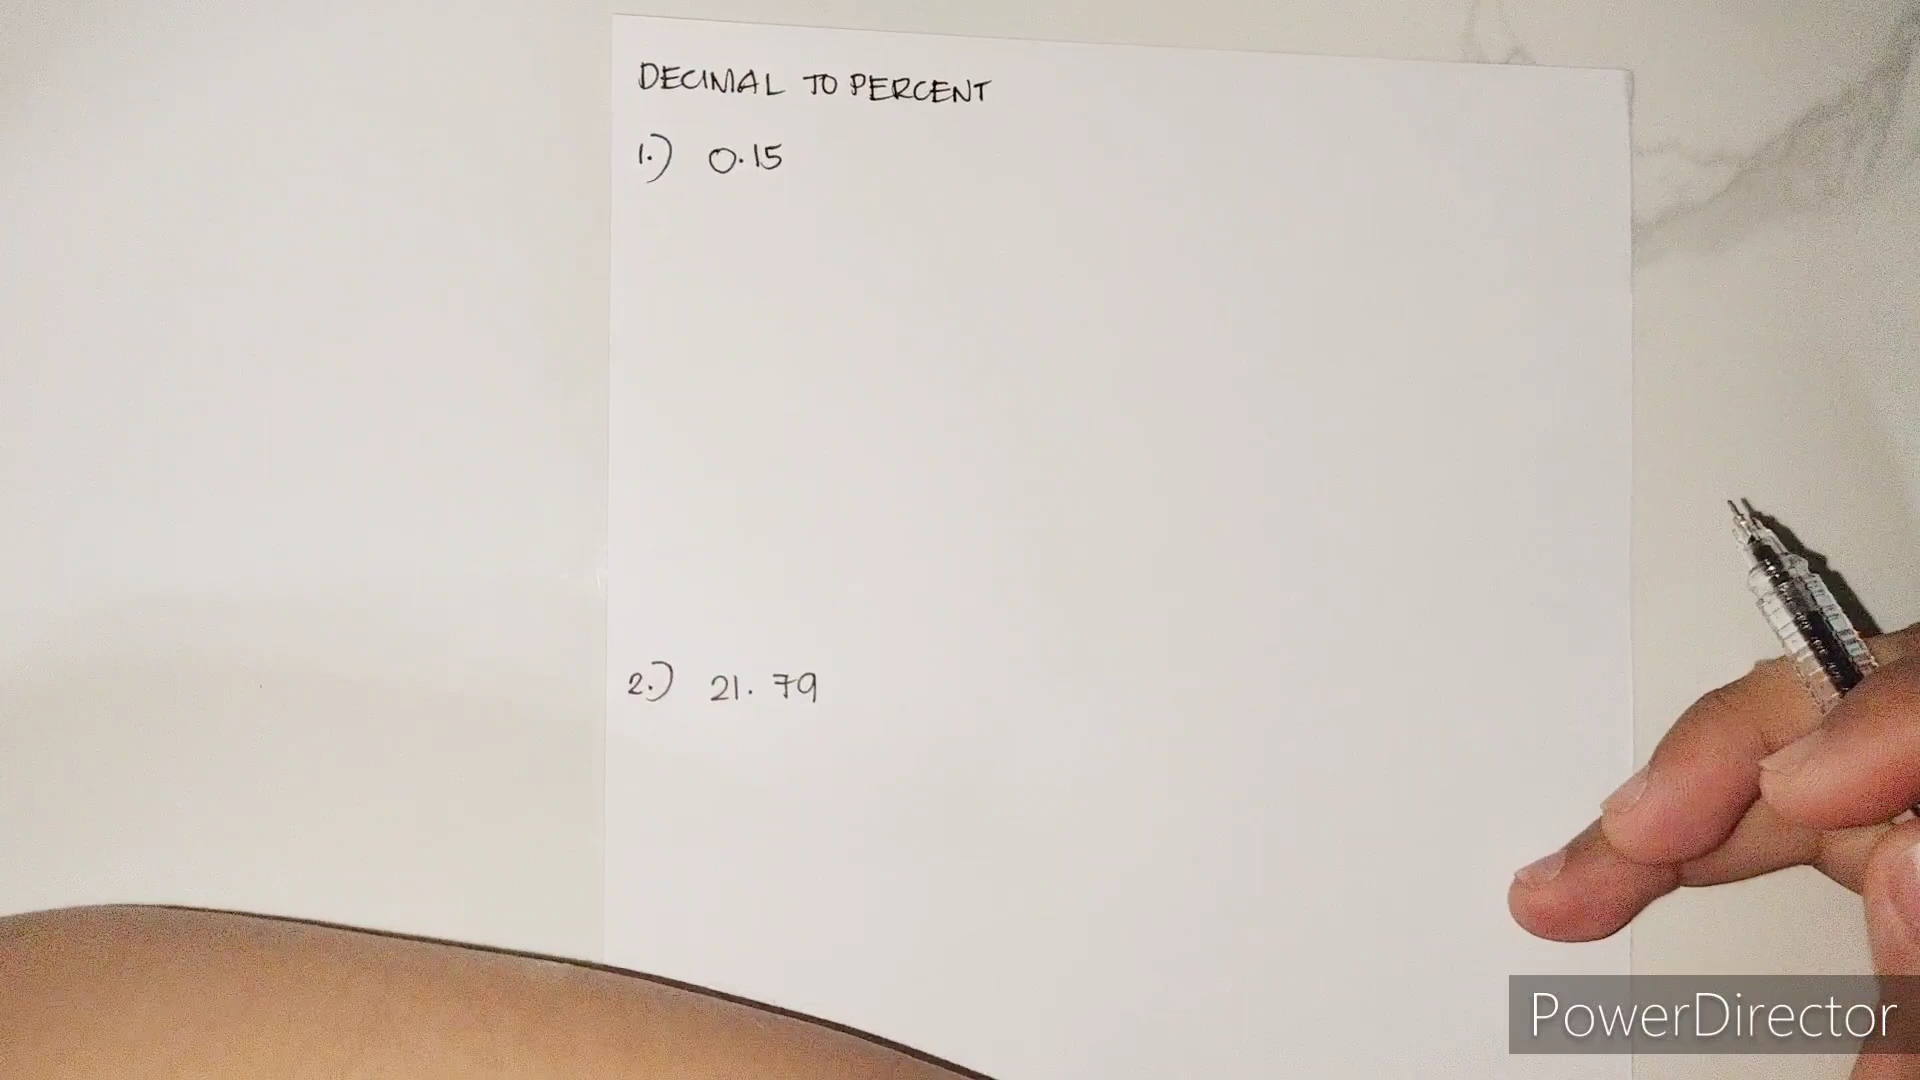 DECIMAL TO PERCENT
1.) 0.15
2.) 21.79
PowerDirector